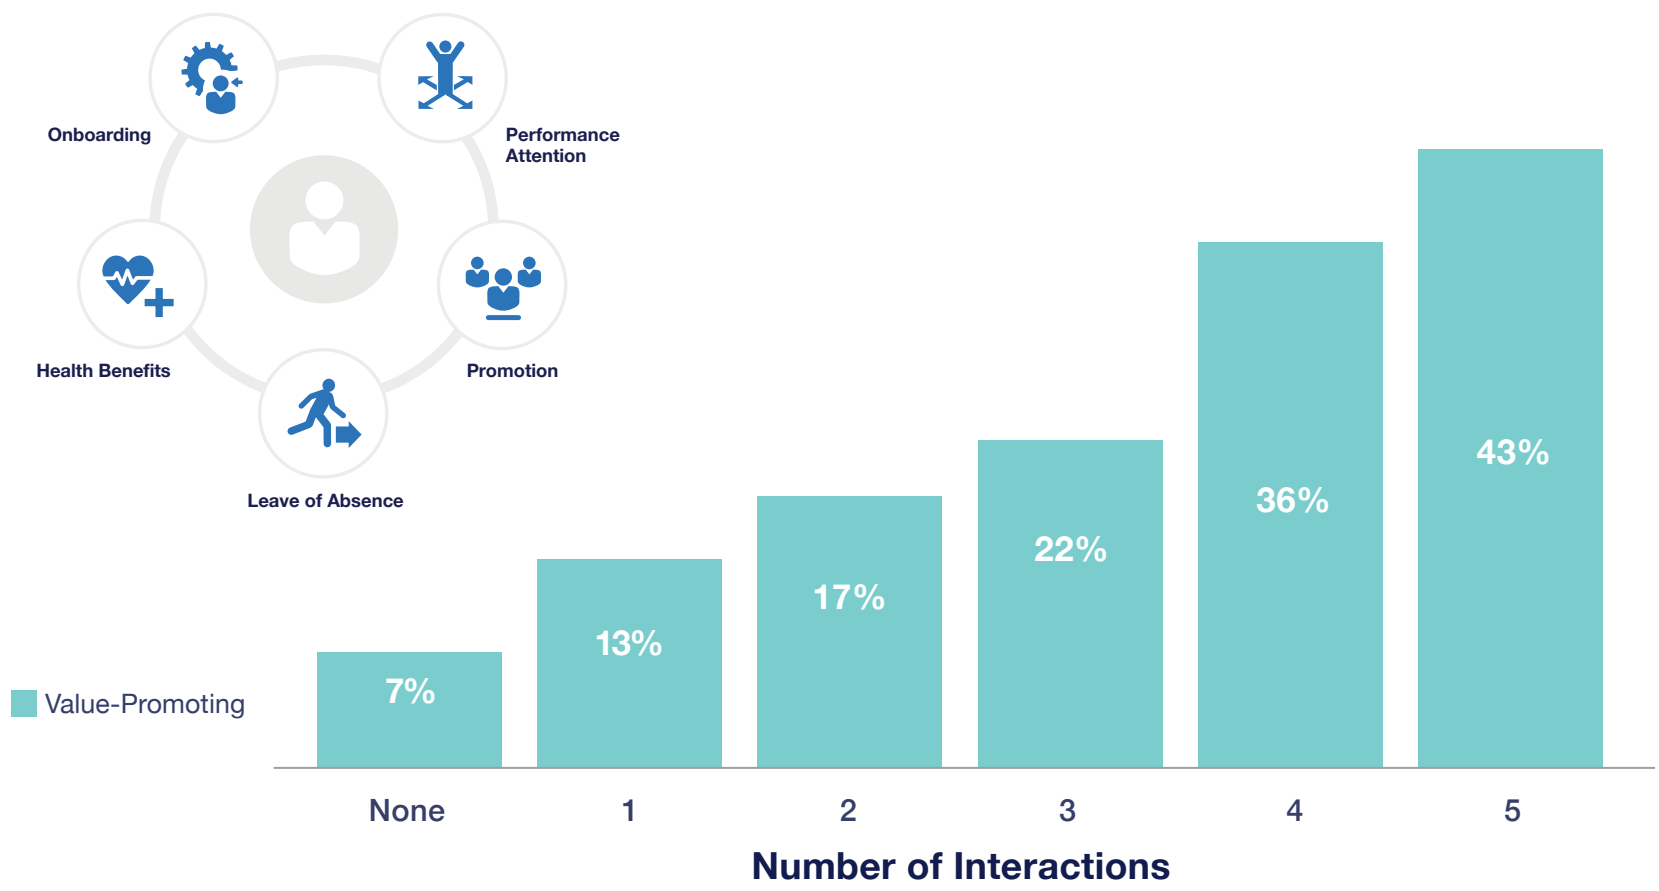 Onboarding
Performance
Attention
Health Benefits
Promotion
Leave of Absence
43%
36%
22%
17%
13%
7%
Value-Promoting
None
1
2
3
4
5
Number of Interactions